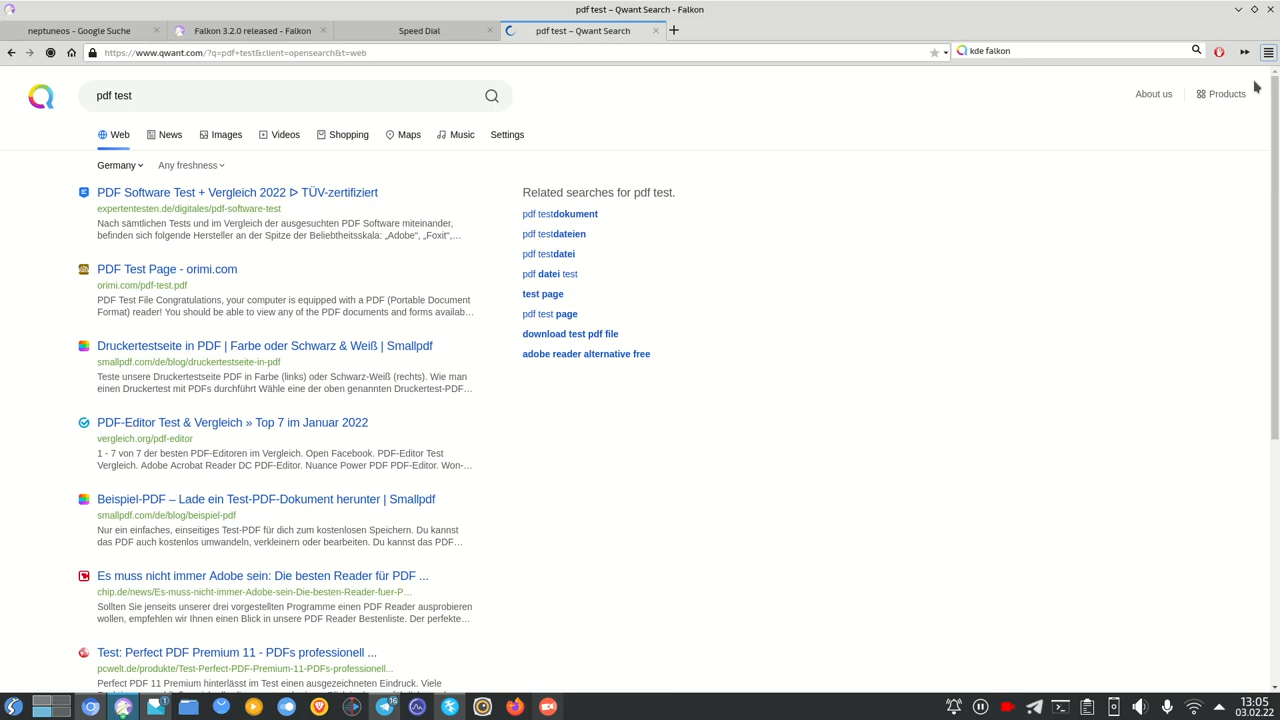 pdf test – Qwant Search - Falkon
neptuneos - Google Suche
Falkon 3.2.0 released - Falkon
Speed Dial
pdf test – Qwant Search
https://www.qwant.com/?q=pdf+test&client=opensearch&t=web
kde falkon
pdf test
About us
Products
Web
News
Images
Videos
Shopping
Maps
Music
Settings
Germany
Any freshness
PDF Software Test + Vergleich 2022 ᐅ TÜV-zertifiziert
expertentesten.de/digitales/pdf-software-test
Nach sämtlichen Tests und im Vergleich der ausgesuchten PDF Software miteinander,
befinden sich folgende Hersteller an der Spitze der Beliebtheitsskala: „Adobe“, „Foxit“,…
PDF Test Page - orimi.com
orimi.com/pdf-test.pdf
PDF Test File Congratulations, your computer is equipped with a PDF (Portable Document
Format) reader! You should be able to view any of the PDF documents and forms availab…
Druckertestseite in PDF | Farbe oder Schwarz & Weiß | Smallpdf
smallpdf.com/de/blog/druckertestseite-in-pdf
Teste unsere Druckertestseite PDF in Farbe (links) oder Schwarz-Weiß (rechts). Wie man
einen Druckertest mit PDFs durchführt Wähle eine der oben genannten Druckertest-PDF…
PDF-Editor Test & Vergleich » Top 7 im Januar 2022
vergleich.org/pdf-editor
1 - 7 von 7 der besten PDF-Editoren im Vergleich. Open Facebook. PDF-Editor Test
Vergleich. Adobe Acrobat Reader DC PDF-Editor. Nuance Power PDF PDF-Editor. Won-…
Beispiel-PDF – Lade ein Test-PDF-Dokument herunter | Smallpdf
smallpdf.com/de/blog/beispiel-pdf
Nur ein einfaches, einseitiges Test-PDF für dich zum kostenlosen Speichern. Du kannst
das PDF auch kostenlos umwandeln, verkleinern oder bearbeiten. Du kannst das PDF…
Es muss nicht immer Adobe sein: Die besten Reader für PDF ...
chip.de/news/Es-muss-nicht-immer-Adobe-sein-Die-besten-Reader-fuer-P…
Sollten Sie jenseits unserer drei vorgestellten Programme einen PDF Reader ausprobieren
wollen, empfehlen wir Ihnen einen Blick in unsere PDF Reader Bestenliste. Der perfekte…
Test: Perfect PDF Premium 11 - PDFs professionell ...
pcwelt.de/produkte/Test-Perfect-PDF-Premium-11-PDFs-professionell...
Perfect PDF 11 Premium hinterlässt im Test einen ausgezeichneten Eindruck. Viele
Related searches for pdf test.
pdf testdokument
pdf testdateien
pdf testdatei
pdf datei test
test page
pdf test page
download test pdf file
adobe reader alternative free
1
16
13:05
03.02.22